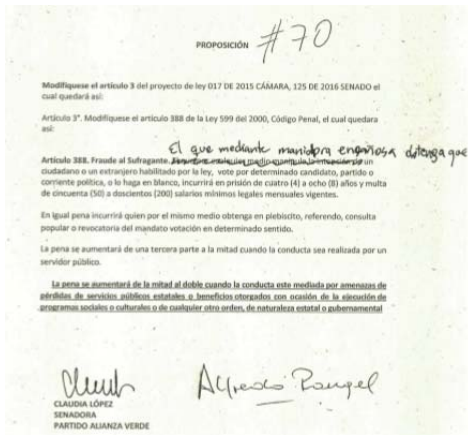 PROPOSICIÓN #70
Modifíquese el artículo 3 del proyecto de ley 017 DE 2015 CÁMARA, 125 DE 2016 SENADO el
cual quedará así:
Artículo 3°. Modifíquese el artículo 388 de la Ley 599 del 2000, Código Penal, el cual quedara
así:
El que mediante maniobra engañosa obtenga que
Artículo 388. Fraude al Sufragante. un
ciudadano o un extranjero habilitado por la ley, vote por determinado candidato, partido o
corriente política, o lo haga en blanco, incurrirá en prisión de cuatro (4) a ocho (8) años y multa
de cincuenta (50) a doscientos (200) salarios mínimos legales mensuales vigentes.
En igual pena incurrirá quien por el mismo medio obtenga en plebiscito, referendo, consulta
popular o revocatoria del mandato votación en determinado sentido.
La pena se aumentará de una tercera parte a la mitad cuando la conducta sea realizada por un
servidor público.
La pena se aumentará de la mitad al doble cuando la conducta este mediada por amenazas de
pérdidas de servicios públicos estatales o beneficios otorgados con ocasión de la ejecución de
programas sociales o culturales o de cualquier otro orden, de naturaleza estatal o gubernamental
Alfredo Rangel
CLAUDIA LÓPEZ
SENADORA
PARTIDO ALIANZA VERDE